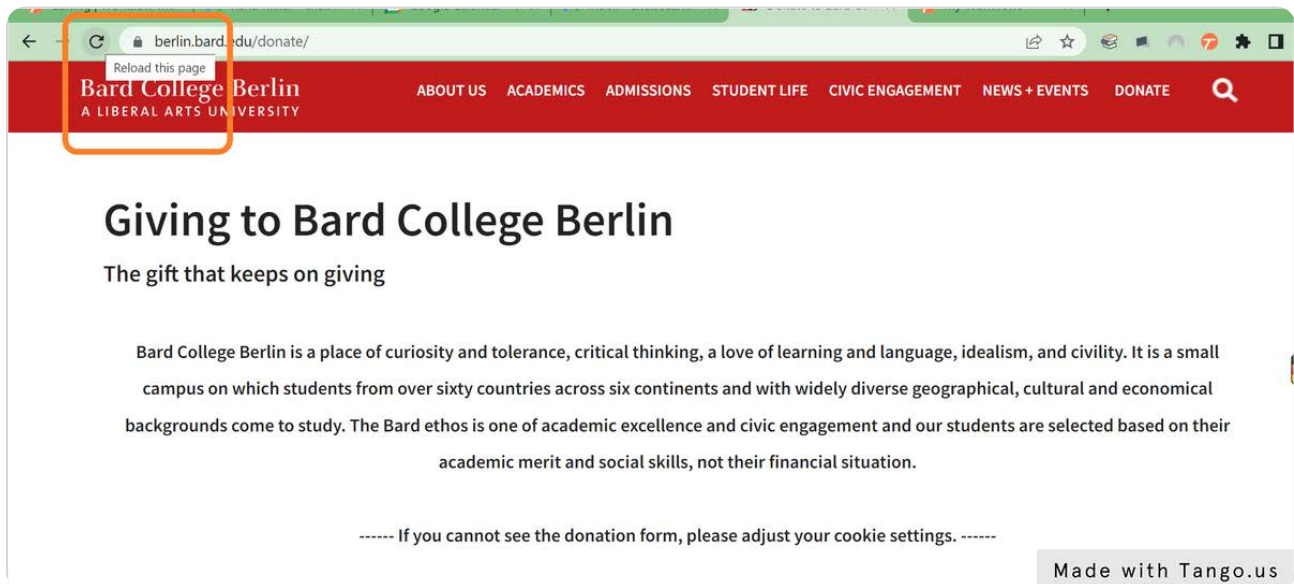 berlin.bard.edu/donate/
Reload this page
Bard College Berlin
A LIBERAL ARTS UNIVERSITY
ABOUT US ACADEMICS ADMISSIONS STUDENT LIFE CIVIC ENGAGEMENT NEWS + EVENTS DONATE
Giving to Bard College Berlin
The gift that keeps on giving
Bard College Berlin is a place of curiosity and tolerance, critical thinking, a love of learning and language, idealism, and civility. It is a small
campus on which students from over sixty countries across six continents and with widely diverse geographical, cultural and economical
backgrounds come to study. The Bard ethos is one of academic excellence and civic engagement and our students are selected based on their
academic merit and social skills, not their financial situation.
------ If you cannot see the donation form, please adjust your cookie settings. ------
Made with Tango.us